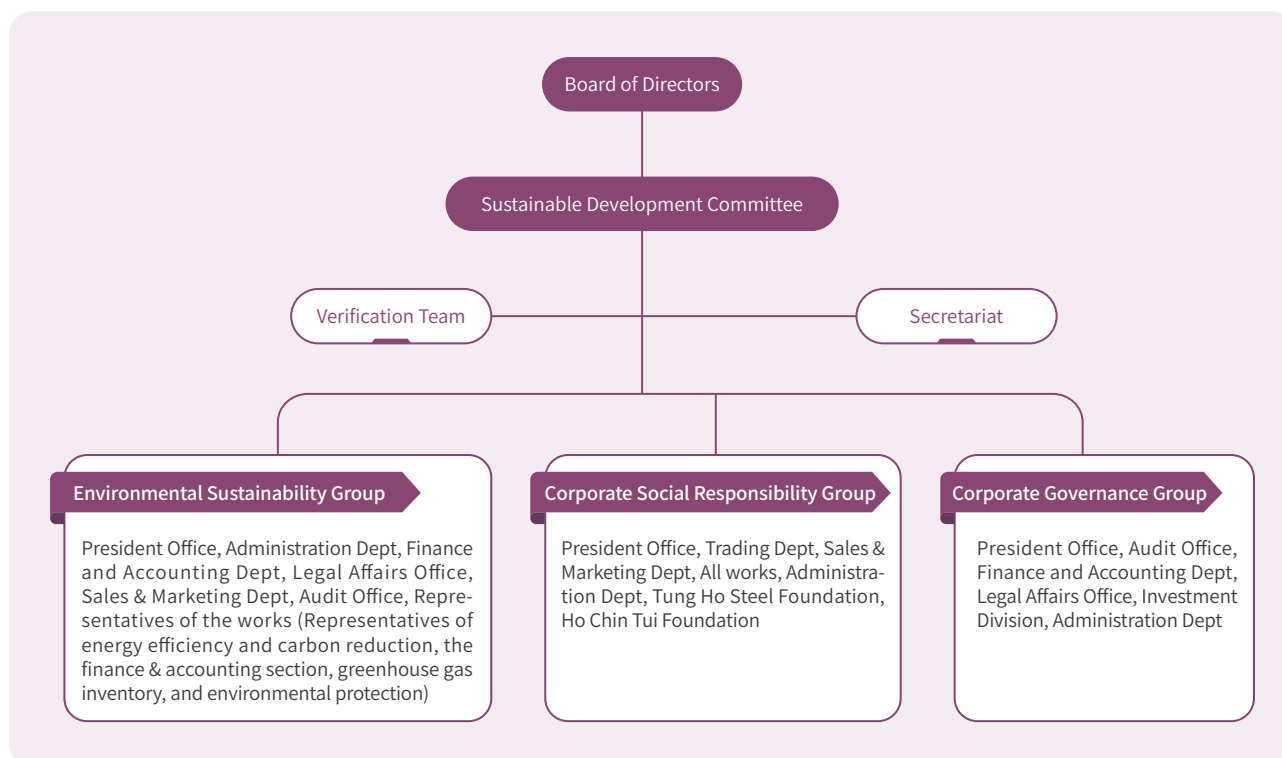 Board of Directors
Sustainable Development Committee
Verification Team
Secretariat
Environmental Sustainability Group
President Office, Administration Dept, Finance
and Accounting Dept, Legal Affairs Office,
Sales & Marketing Dept, Audit Office, Repre-
sentatives of the works (Representatives of
energy efficiency and carbon reduction, the
finance & accounting section, greenhouse gas
inventory, and environmental protection)
Corporate Social Responsibility Group
President Office, Trading Dept, Sales &
Marketing Dept, All works, Administra-
tion Dept, Tung Ho Steel Foundation,
Ho Chin Tui Foundation
Corporate Governance Group
President Office, Audit Office,
Finance and Accounting Dept,
Legal Affairs Office, Investment
Division, Administration Dept